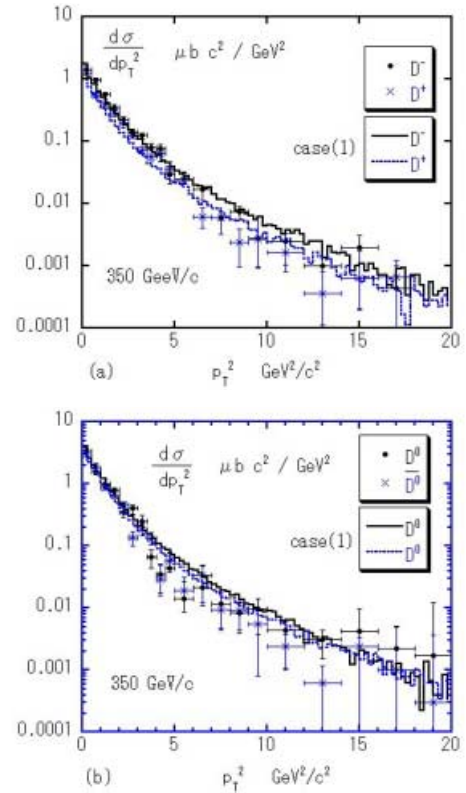 10
dσ
dp_T^2
μb c^2 / GeV^2
D^-
D^+
1
0.1
case(1)
D^-
D^+
0.01
0.001
350 GeeV/c
0.0001
0 5 10 15 20
(a) p_T^2 GeV^2/c^2
10
dσ
dp_T^2
μb c^2 / GeV^2
D^0
D̅^0
1
0.1
case(1)
D^0
D^0
0.01
0.001
350 GeV/c
0.0001
0 5 10 15 20
(b) p_T^2 GeV^2/c^2